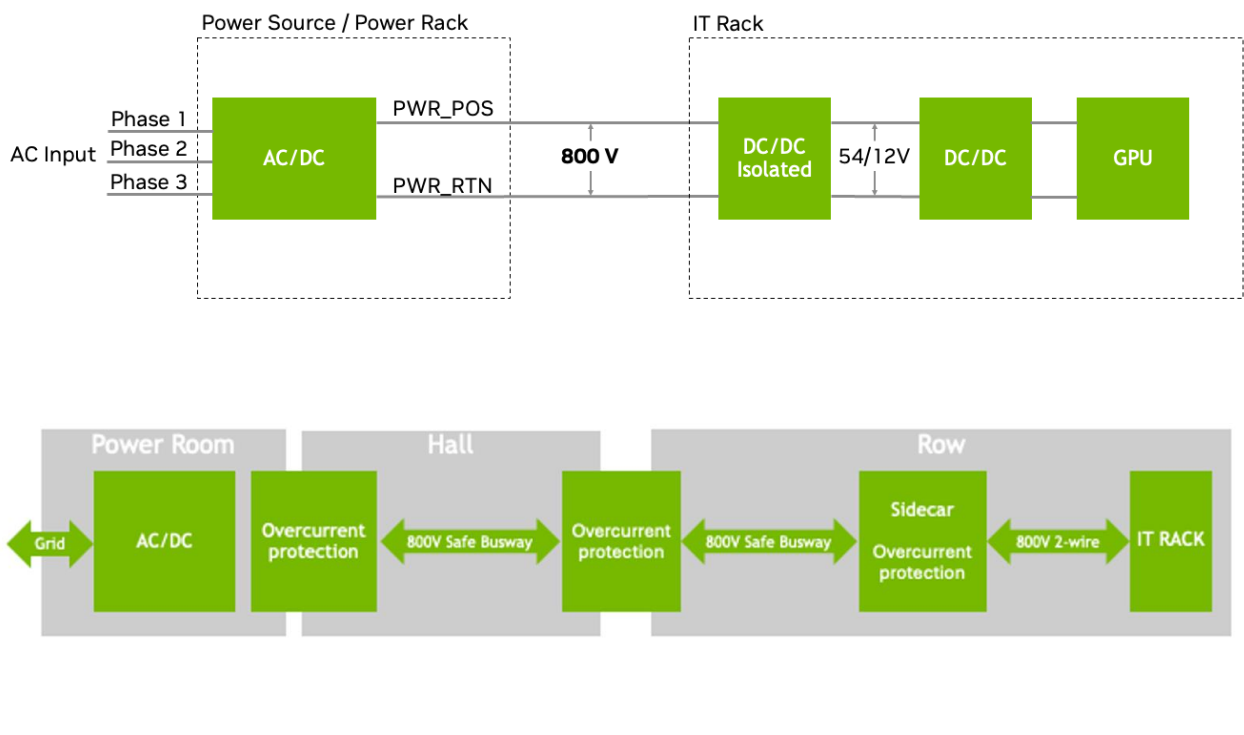 Power Source / Power Rack
IT Rack
AC Input
Phase 1
Phase 2
Phase 3
AC/DC
PWR_POS
PWR_RTN
800 V
DC/DC
Isolated
54/12V
DC/DC
GPU
Power Room
Hall
Row
Grid
AC/DC
Overcurrent
protection
800V Safe Busway
Overcurrent
protection
800V Safe Busway
Sidecar
Overcurrent
protection
800V 2-wire
IT RACK